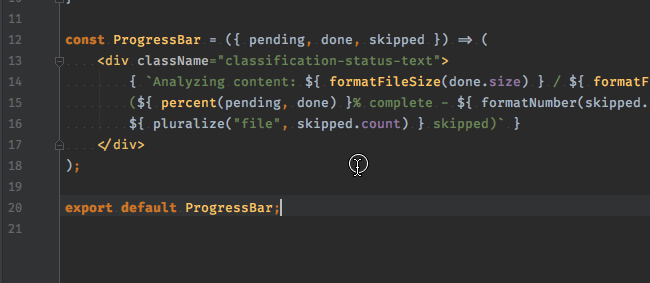 10 }
11
12 const ProgressBar = ({ pending, done, skipped }) ⇒ (
13 <div className="classification-status-text">
14 { `Analyzing content: ${ formatFileSize(done.size) } / ${ formatF
15 (${ percent(pending, done) }% complete - ${ formatNumber(skipped.
16 ${ pluralize("file", skipped.count) } skipped)` }
17 </div>
18 );
19
20 export default ProgressBar;
21